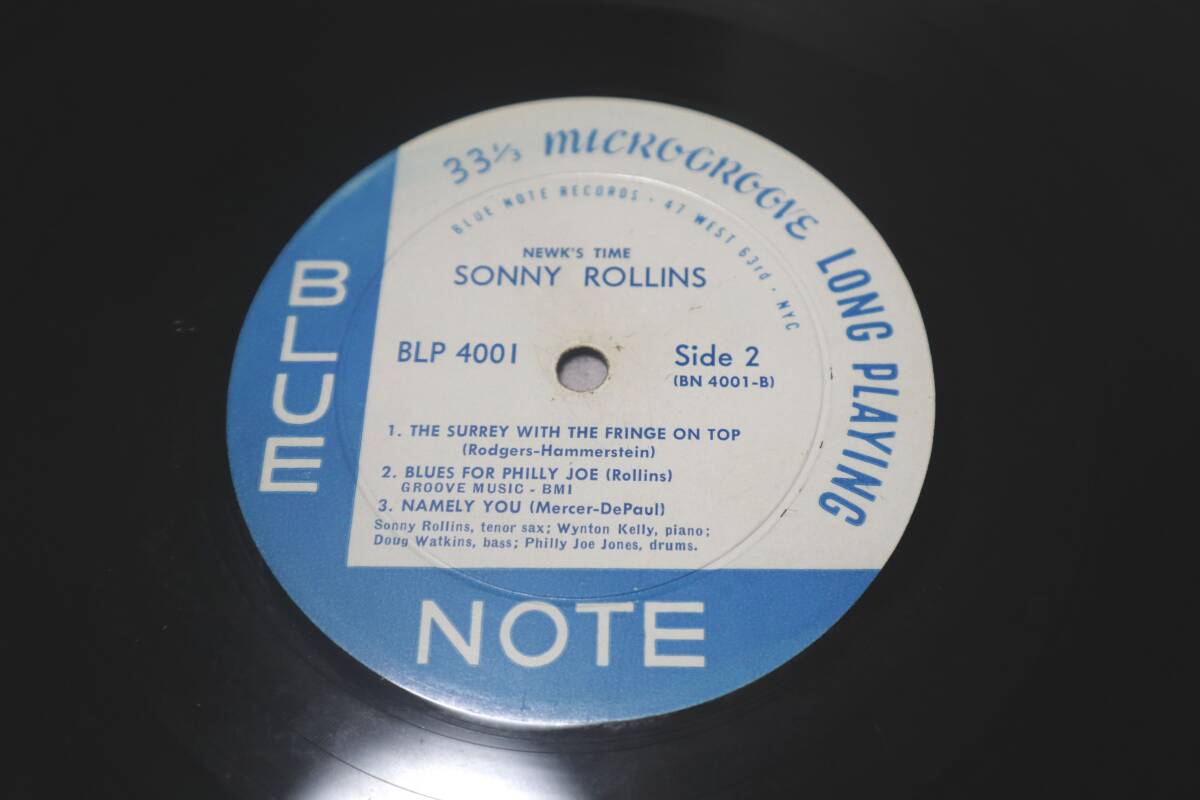 33⅓ MICROGROOVE LONG PLAYING
BLUE NOTE RECORDS · 47 WEST 63rd · NYC
NEWK'S TIME
SONNY ROLLINS
BLP 4001
Side 2
(BN 4001-B)
1. THE SURREY WITH THE FRINGE ON TOP
(Rodgers-Hammerstein)
2. BLUES FOR PHILLY JOE (Rollins)
GROOVE MUSIC - BMI
3. NAMELY YOU (Mercer-DePaul)
Sonny Rollins, tenor sax; Wynton Kelly, piano;
Doug Watkins, bass; Philly Joe Jones, drums.
BLUE
NOTE